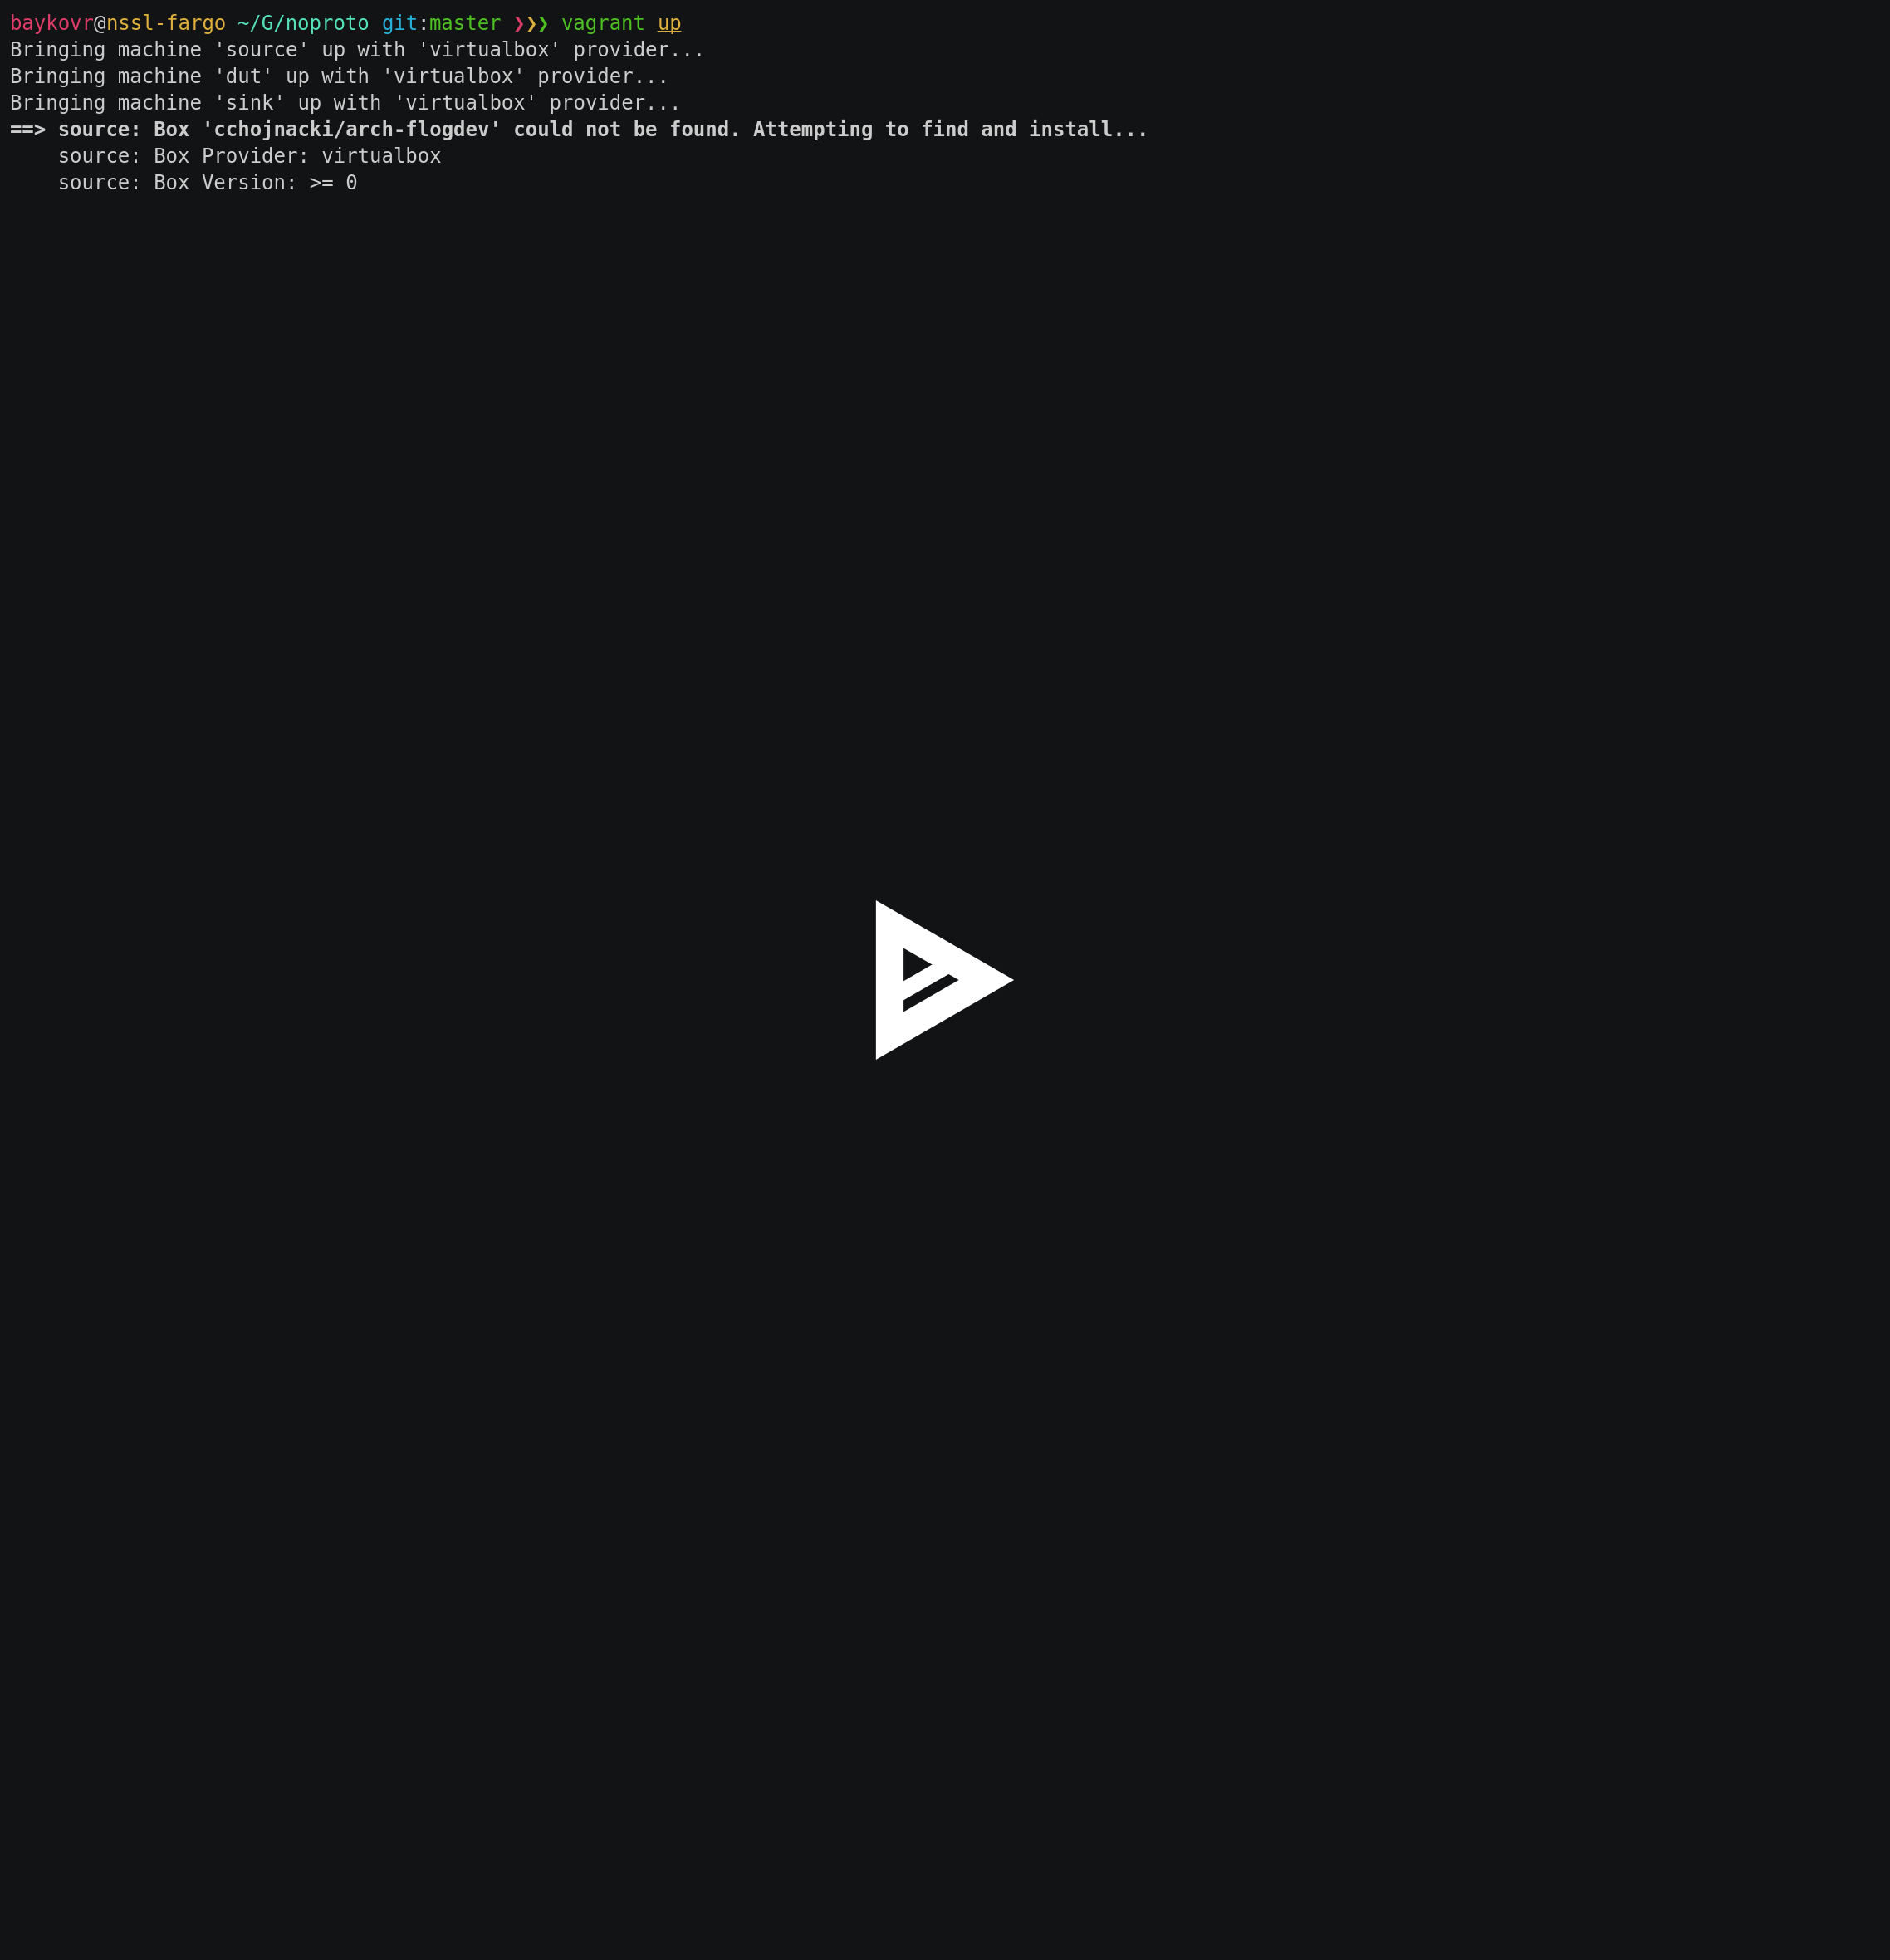 baykovr@nssl-fargo ~/G/noproto git:master ❯❯❯ vagrant up
Bringing machine 'source' up with 'virtualbox' provider...
Bringing machine 'dut' up with 'virtualbox' provider...
Bringing machine 'sink' up with 'virtualbox' provider...
==> source: Box 'cchojnacki/arch-flogdev' could not be found. Attempting to find and install...
    source: Box Provider: virtualbox
    source: Box Version: >= 0